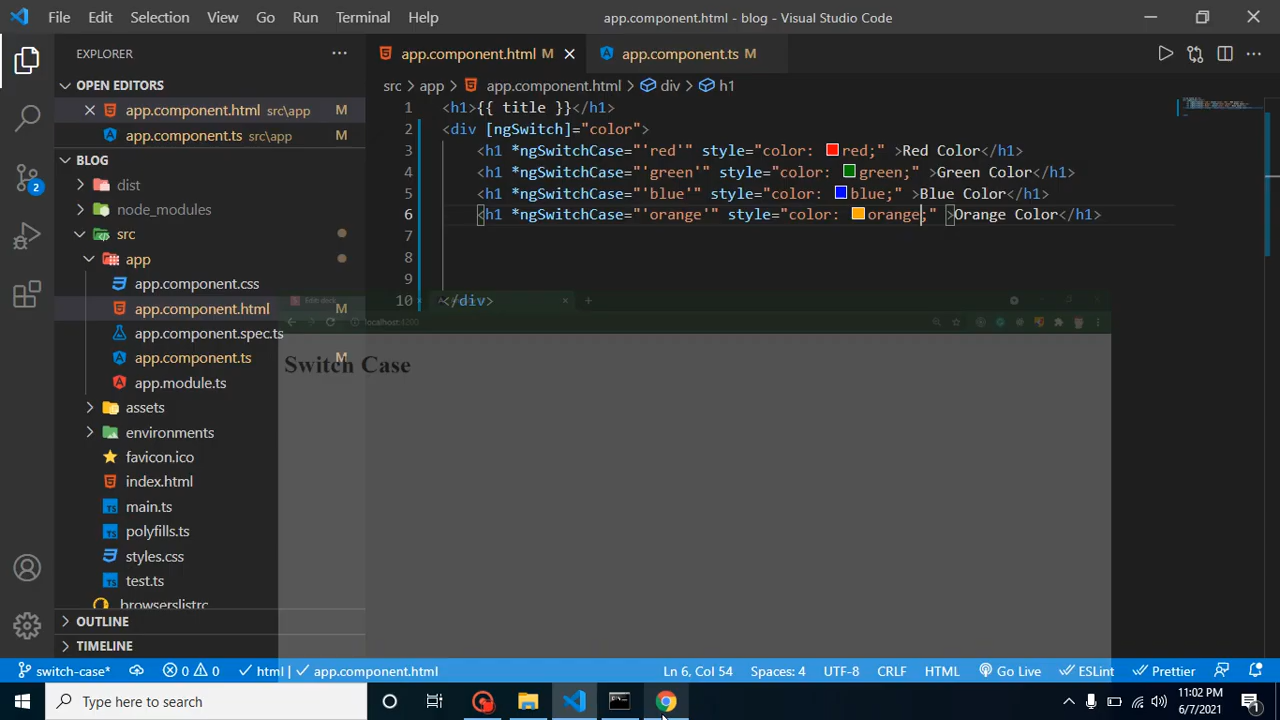 File Edit Selection View Go Run Terminal Help
app.component.html - blog - Visual Studio Code
EXPLORER
OPEN EDITORS
app.component.html src\app M
app.component.ts src\app M
BLOG
dist
node_modules
src
app
app.component.css
app.component.html M
app.component.spec.ts
app.component.ts M
app.module.ts
assets
environments
favicon.ico
index.html
main.ts
polyfills.ts
styles.css
test.ts
.browserslistrc
OUTLINE
TIMELINE
app.component.html M
app.component.ts M
src > app > app.component.html > div > h1
1 <h1>{{ title }}</h1>
2 <div [ngSwitch]="color">
3 <h1 *ngSwitchCase="'red'" style="color: red;" >Red Color</h1>
4 <h1 *ngSwitchCase="'green'" style="color: green;" >Green Color</h1>
5 <h1 *ngSwitchCase="'blue'" style="color: blue;" >Blue Color</h1>
6 <h1 *ngSwitchCase="'orange'" style="color: orange;" >Orange Color</h1>
7
8
9
10 </div>
localhost:4200
Switch Case
switch-case* 0 0 html | app.component.html Ln 6, Col 54 Spaces: 4 UTF-8 CRLF HTML Go Live ESLint Prettier
2
Type here to search
11:02 PM
6/7/2021
1